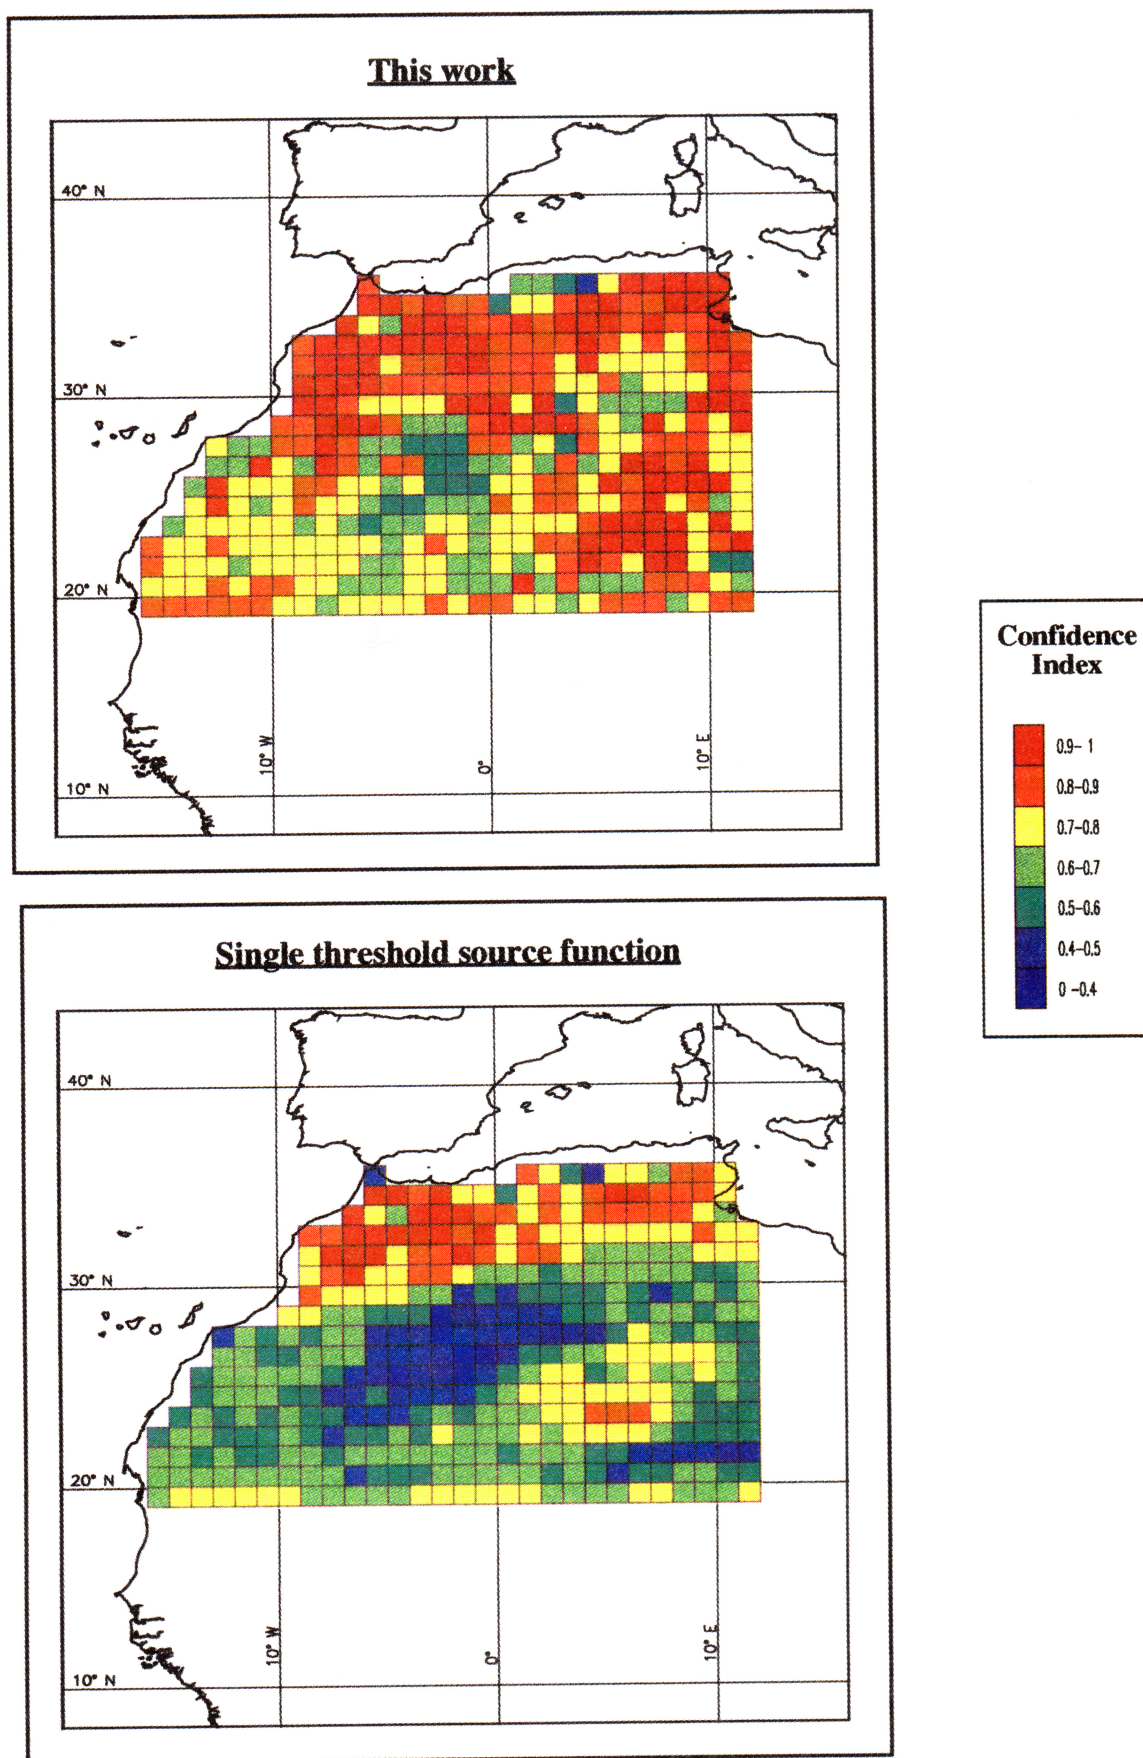 This work
40° N
30° N
20° N
10° N
10° W
0°
10° E
Confidence
Index
0.9- 1
0.8-0.9
0.7-0.8
0.6-0.7
0.5-0.6
0.4-0.5
0 -0.4
Single threshold source function
40° N
30° N
20° N
10° N
10° W
0°
10° E